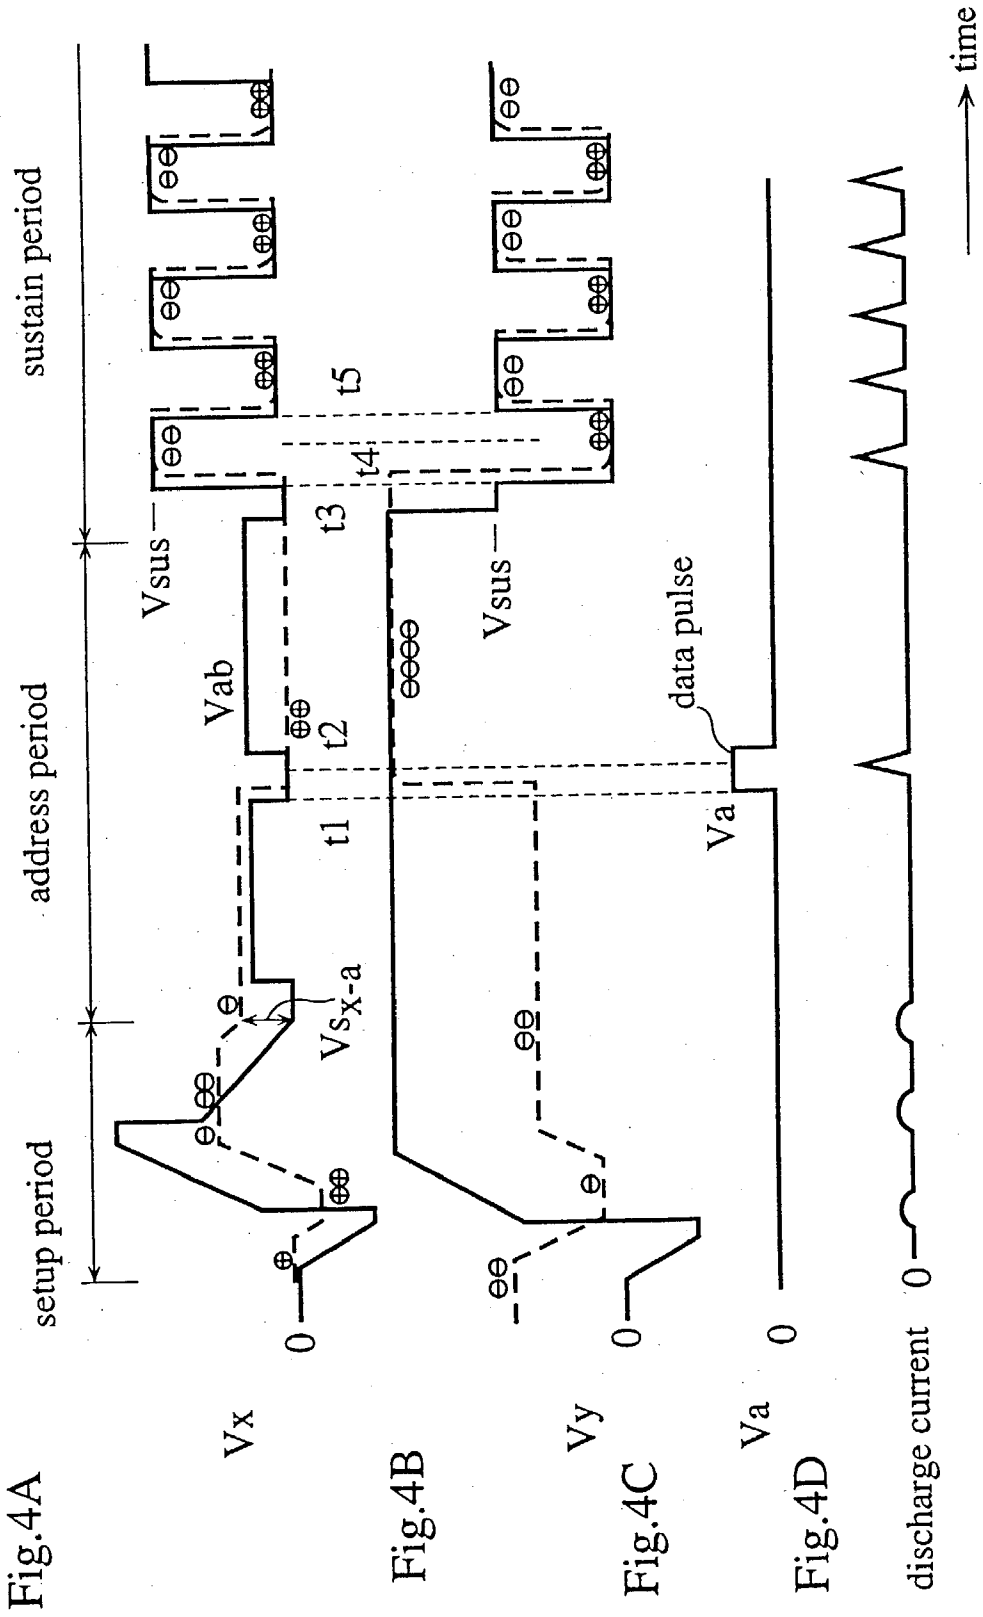 Fig.4A
setup period
address period
sustain period
Vsus
Vab
Vsx-a
Vx
0
t1
t2
t3
t4
t5
Fig.4B
Vsus
Vy
0
Fig.4C
data pulse
Va
Va
0
Fig.4D
discharge current
0
time